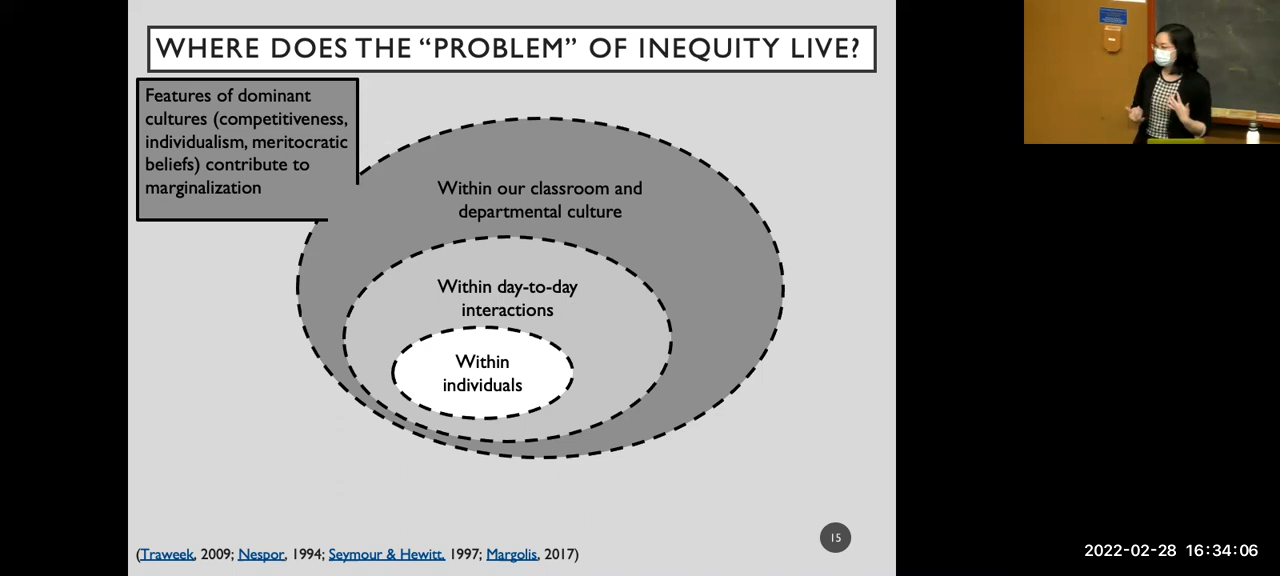 WHERE DOES THE “PROBLEM” OF INEQUITY LIVE?
Features of dominant
cultures (competitiveness,
individualism, meritocratic
beliefs) contribute to
marginalization
Within our classroom and
departmental culture
Within day-to-day
interactions
Within
individuals
(Traweek, 2009; Nespor, 1994; Seymour & Hewitt, 1997; Margolis, 2017)
15
2022-02-28 16:34:06